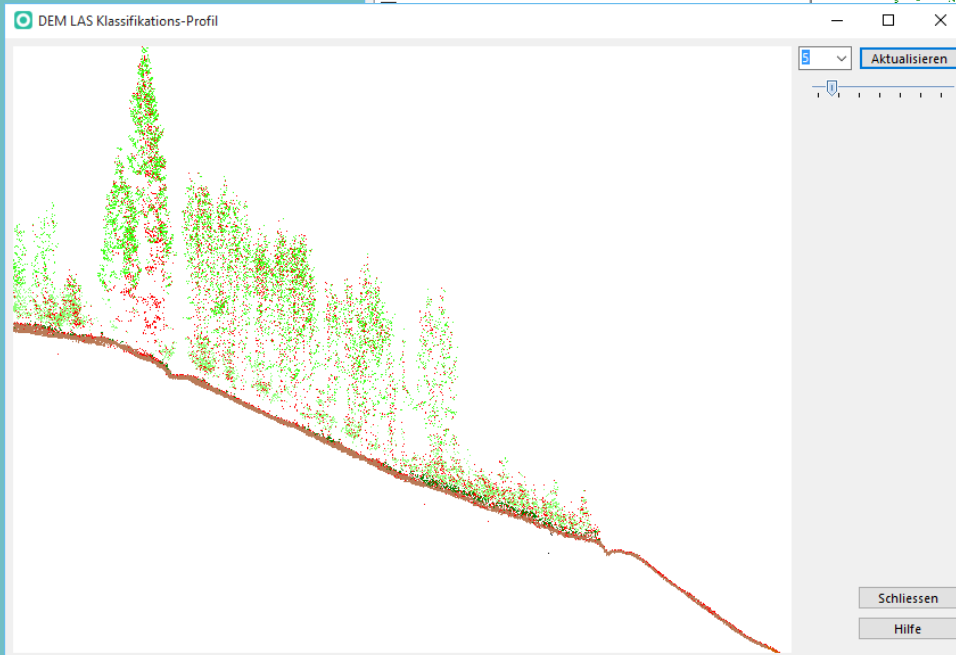 DEM LAS Klassifikations-Profil
5
Aktualisieren
Schliessen
Hilfe